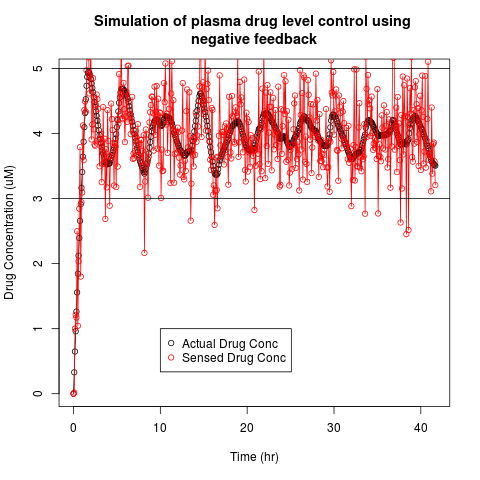 Simulation of plasma drug level control using
negative feedback
Drug Concentration (uM)
5
4
3
2
1
0
Actual Drug Conc
Sensed Drug Conc
0 10 20 30 40
Time (hr)